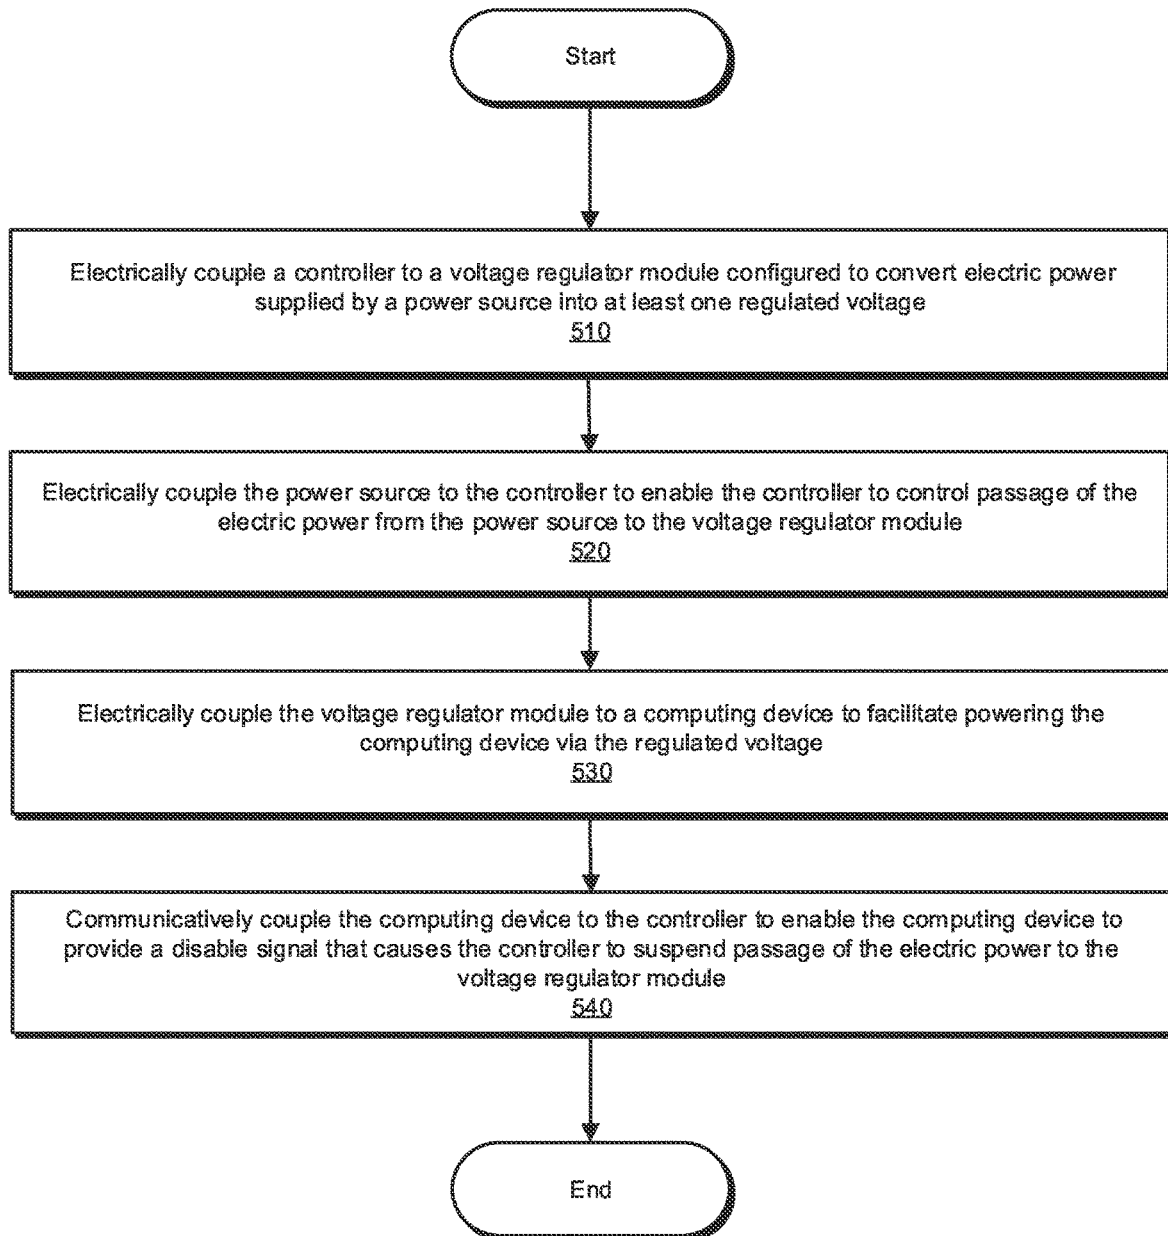 Start
Electrically couple a controller to a voltage regulator module configured to convert electric power
supplied by a power source into at least one regulated voltage
510
Electrically couple the power source to the controller to enable the controller to control passage of the
electric power from the power source to the voltage regulator module
520
Electrically couple the voltage regulator module to a computing device to facilitate powering the
computing device via the regulated voltage
530
Communicatively couple the computing device to the controller to enable the computing device to
provide a disable signal that causes the controller to suspend passage of the electric power to the
voltage regulator module
540
End